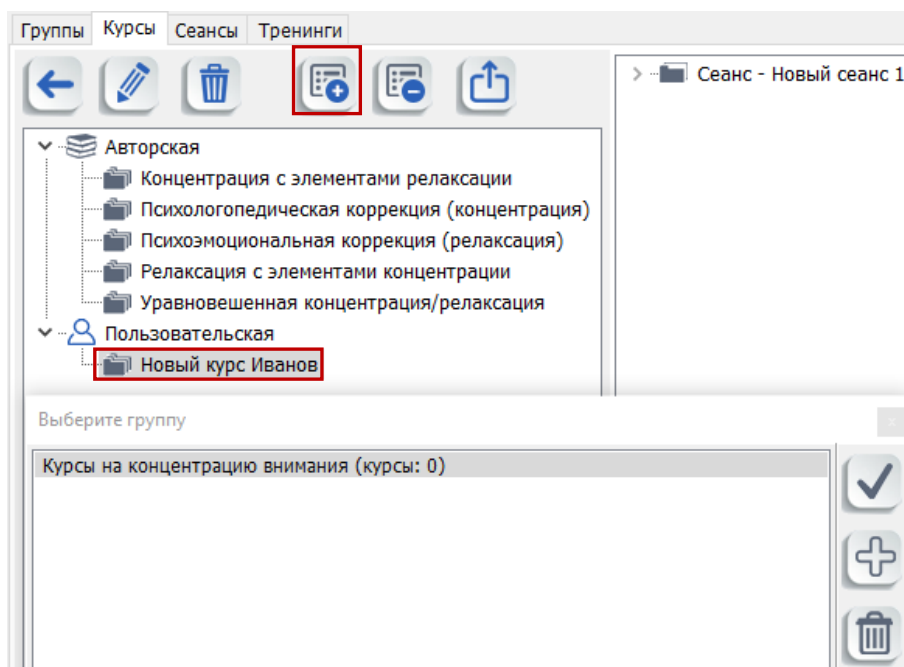 Группы Курсы Сеансы Тренинги
Сеанс - Новый сеанс 1
Авторская
Концентрация с элементами релаксации
Психологопедическая коррекция (концентрация)
Психоэмоциональная коррекция (релаксация)
Релаксация с элементами концентрации
Уравновешенная концентрация/релаксация
Пользовательская
Новый курс Иванов
Выберите группу
Курсы на концентрацию внимания (курсы: 0)